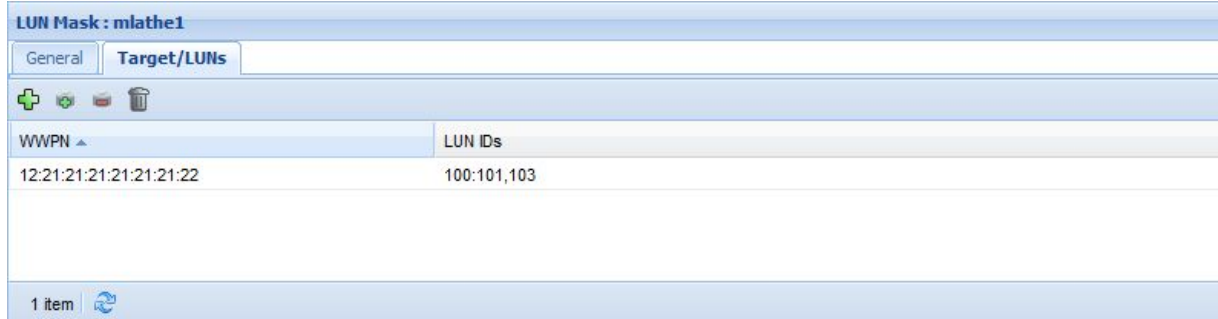 LUN Mask : mlathe1
General Target/LUNs
WWPN LUN IDs
12:21:21:21:21:21:21:22 100:101,103
1 item